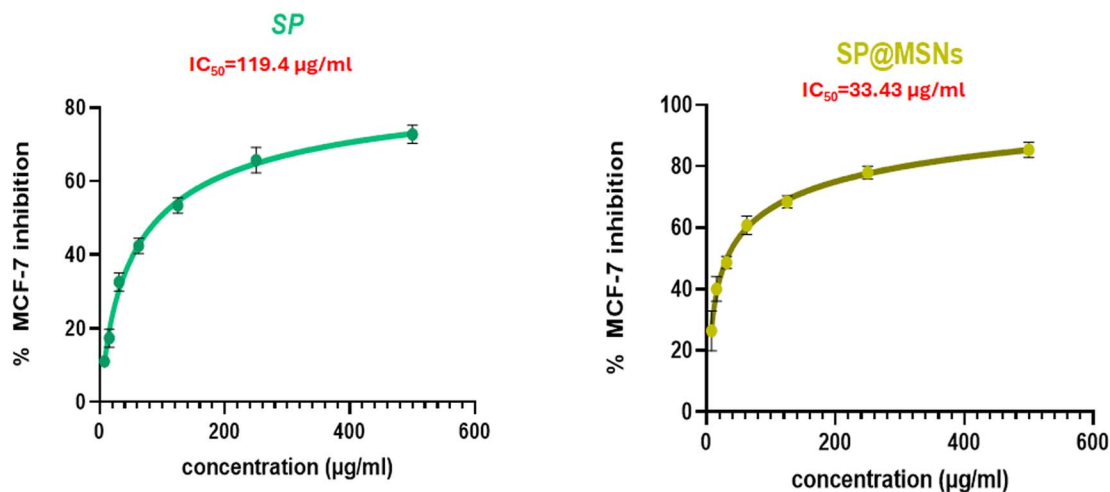 SP
IC₅₀=119.4 µg/ml
80
60
40
20
0
% MCF-7 inhibition
0 200 400 600
concentration (µg/ml)
SP@MSNs
IC₅₀=33.43 µg/ml
100
80
60
40
20
0
% MCF-7 inhibition
0 200 400 600
concentration (µg/ml)